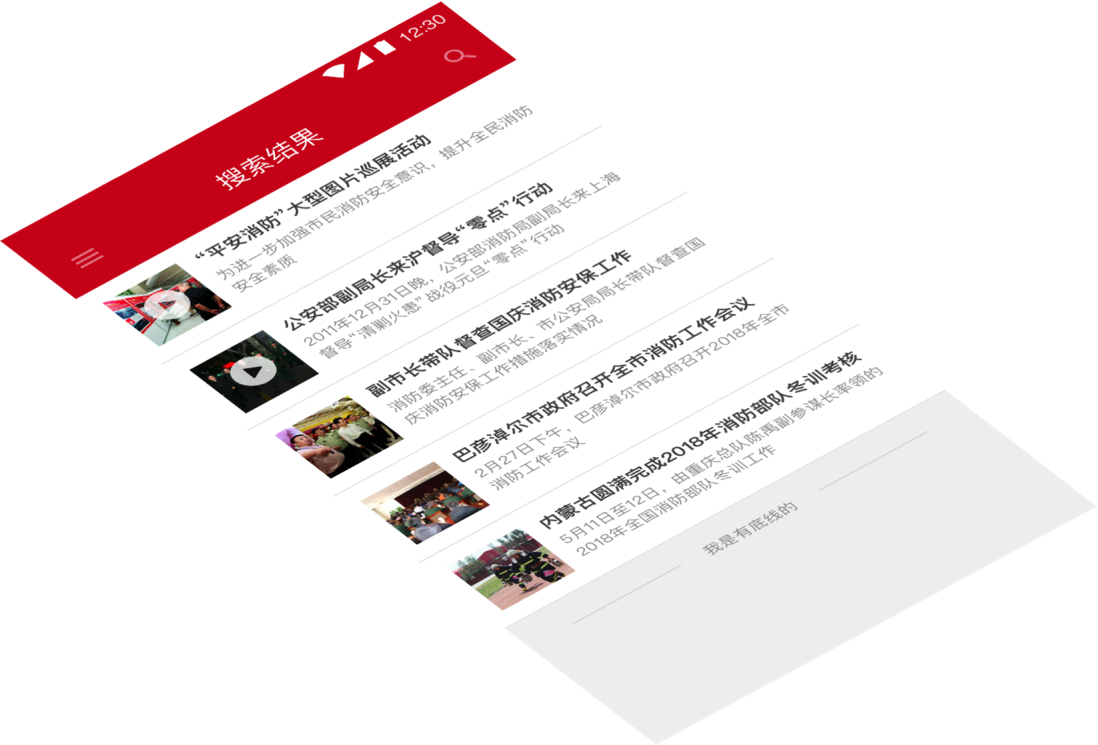 12:30
搜索结果
“平安消防”大型图片巡展活动
为进一步加强市民消防安全意识，提升全民消防
安全素质
公安部副局长来沪督导“零点”行动
2011年12月31日晚，公安部消防局副局长来上海
督导“清剿火患”战役元旦“零点”行动
副市长带队督查国庆消防安保工作
消防委主任、副市长、市公安局局长带队督查国
庆消防安保工作措施落实情况
巴彦淖尔市政府召开全市消防工作会议
2月27日下午，巴彦淖尔市政府召开2018年全市
消防工作会议
内蒙古圆满完成2018年消防部队冬训考核
5月11日至12日，由重庆总队陈禹副参谋长率领的
2018年全国消防部队冬训工作
我是有底线的